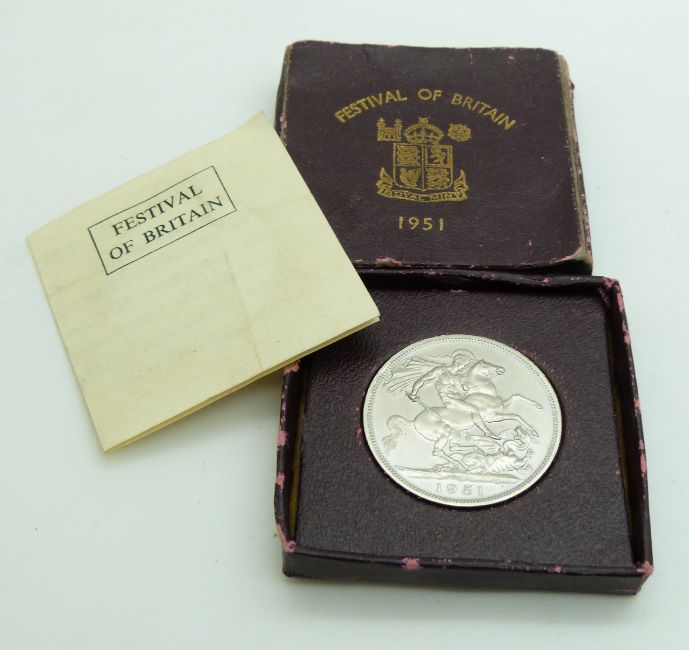 FESTIVAL OF BRITAIN
ROYAL MINT
1951
FESTIVAL
OF BRITAIN
1951